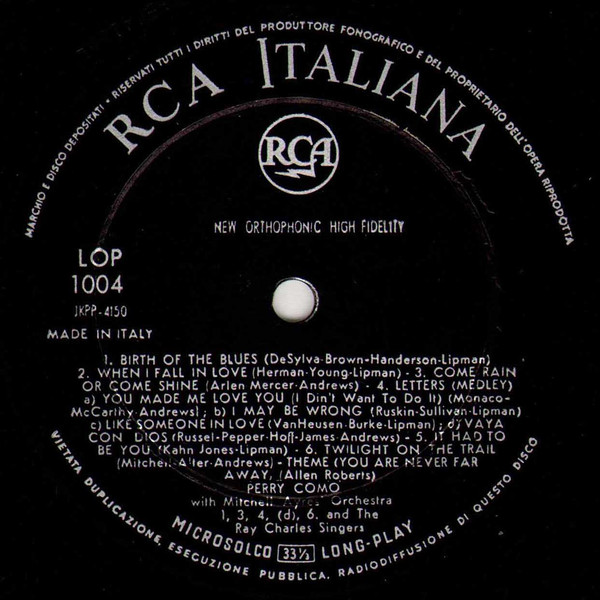 MARCHIO E DISCO DEPOSITATI • RISERVATI TUTTI I DIRITTI DEL PRODUTTORE FONOGRAFICO E DEL PROPRIETARIO DELL'OPERA RIPRODOTTA
RCA ITALIANA
RCA
NEW ORTHOPHONIC HIGH FIDELITY
LOP
1004
JKPP-4150
MADE IN ITALY
1. BIRTH OF THE BLUES (DeSylva-Brown-Handerson-Lipman)
2. WHEN I FALL IN LOVE (Herman-Young-Lipman) - 3. COME RAIN
OR COME SHINE (Arlen Mercer-Andrews) - 4. LETTERS (MEDLEY)
a) YOU MADE ME LOVE YOU (I Din't Want To Do It) (Monaco-
McCarthy-Andrews); b) I MAY BE WRONG (Ruskin-Sullivan-Lipman)
c) LIKE SOMEONE IN LOVE (VanHeusen-Burke-Lipman); d) VAYA
CON DIOS (Russel-Pepper-Hoff-James-Andrews) - 5. IT HAD TO
BE YOU (Kahn Jones-Lipman) - 6. TWILIGHT ON THE TRAIL
(Mitchell-Alter-Andrews) - THEME (YOU ARE NEVER FAR
AWAY, (Allen Roberts)
PERRY COMO
with Mitchell Ayres' Orchestra
1, 3, 4, (d), 6. and The
Ray Charles Singers
MICROSOLCO 33⅓ LONG-PLAY
VIETATA DUPLICAZIONE, ESECUZIONE PUBBLICA, RADIODIFFUSIONE DI QUESTO DISCO